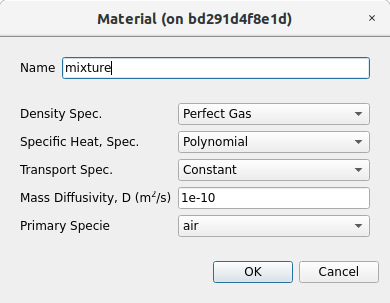 Material (on bd291d4f8e1d) ×
Name mixture
Density Spec. Perfect Gas
Specific Heat, Spec. Polynomial
Transport Spec. Constant
Mass Diffusivity, D (m²/s) 1e-10
Primary Specie air
OK Cancel